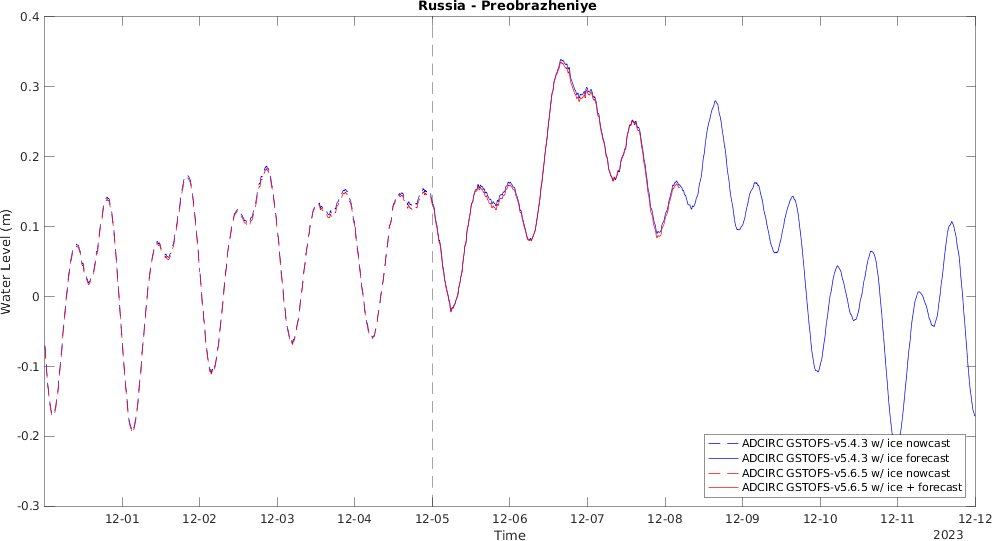 Russia - Preobrazheniye
0.4
0.3
0.2
0.1
0
-0.1
-0.2
-0.3
Water Level (m)
12-01 12-02 12-03 12-04 12-05 12-06 12-07 12-08 12-09 12-10 12-11 12-12
Time
2023
ADCIRC GSTOFS-v5.4.3 w/ ice nowcast
ADCIRC GSTOFS-v5.4.3 w/ ice forecast
ADCIRC GSTOFS-v5.6.5 w/ ice nowcast
ADCIRC GSTOFS-v5.6.5 w/ ice + forecast